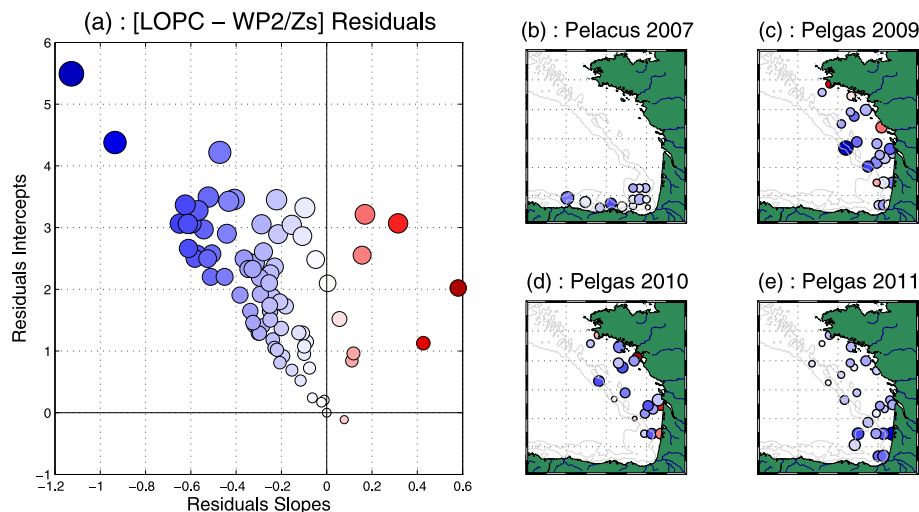 (a) : [LOPC – WP2/Zs] Residuals
(b) : Pelacus 2007
(c) : Pelgas 2009
6
5
4
3
2
1
0
−1
Residuals Intercepts
−1.2
−1
−0.8
−0.6
−0.4
−0.2
0
0.2
0.4
0.6
Residuals Slopes
(d) : Pelgas 2010
(e) : Pelgas 2011